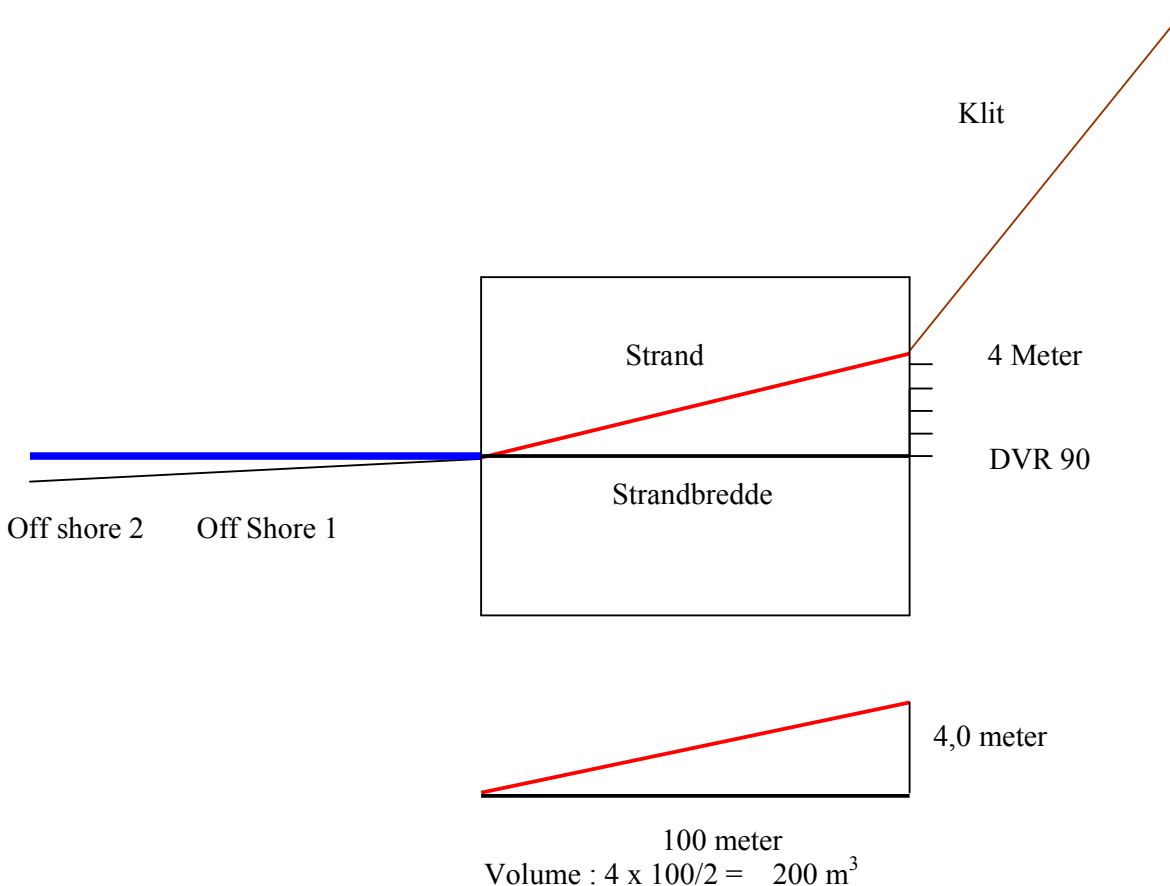 Klit
Strand
4 Meter
DVR 90
Strandbredde
Off shore 2
Off Shore 1
4,0 meter
100 meter
Volume : 4 x 100/2 = 200 m³